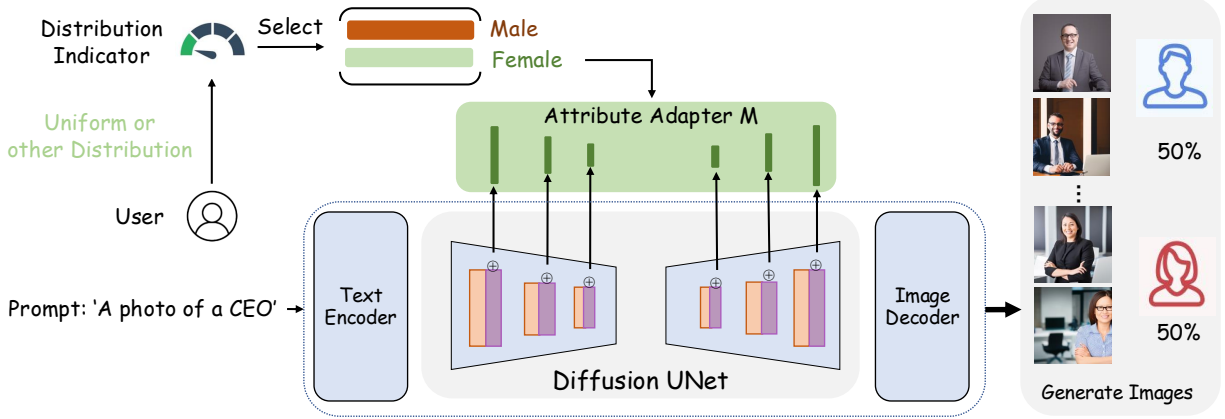 Distribution
Indicator
Select
Male
Female
Uniform or
other Distribution
User
Attribute Adapter M
Prompt: ‘A photo of a CEO’
Text
Encoder
Diffusion UNet
Image
Decoder
50%
50%
Generate Images